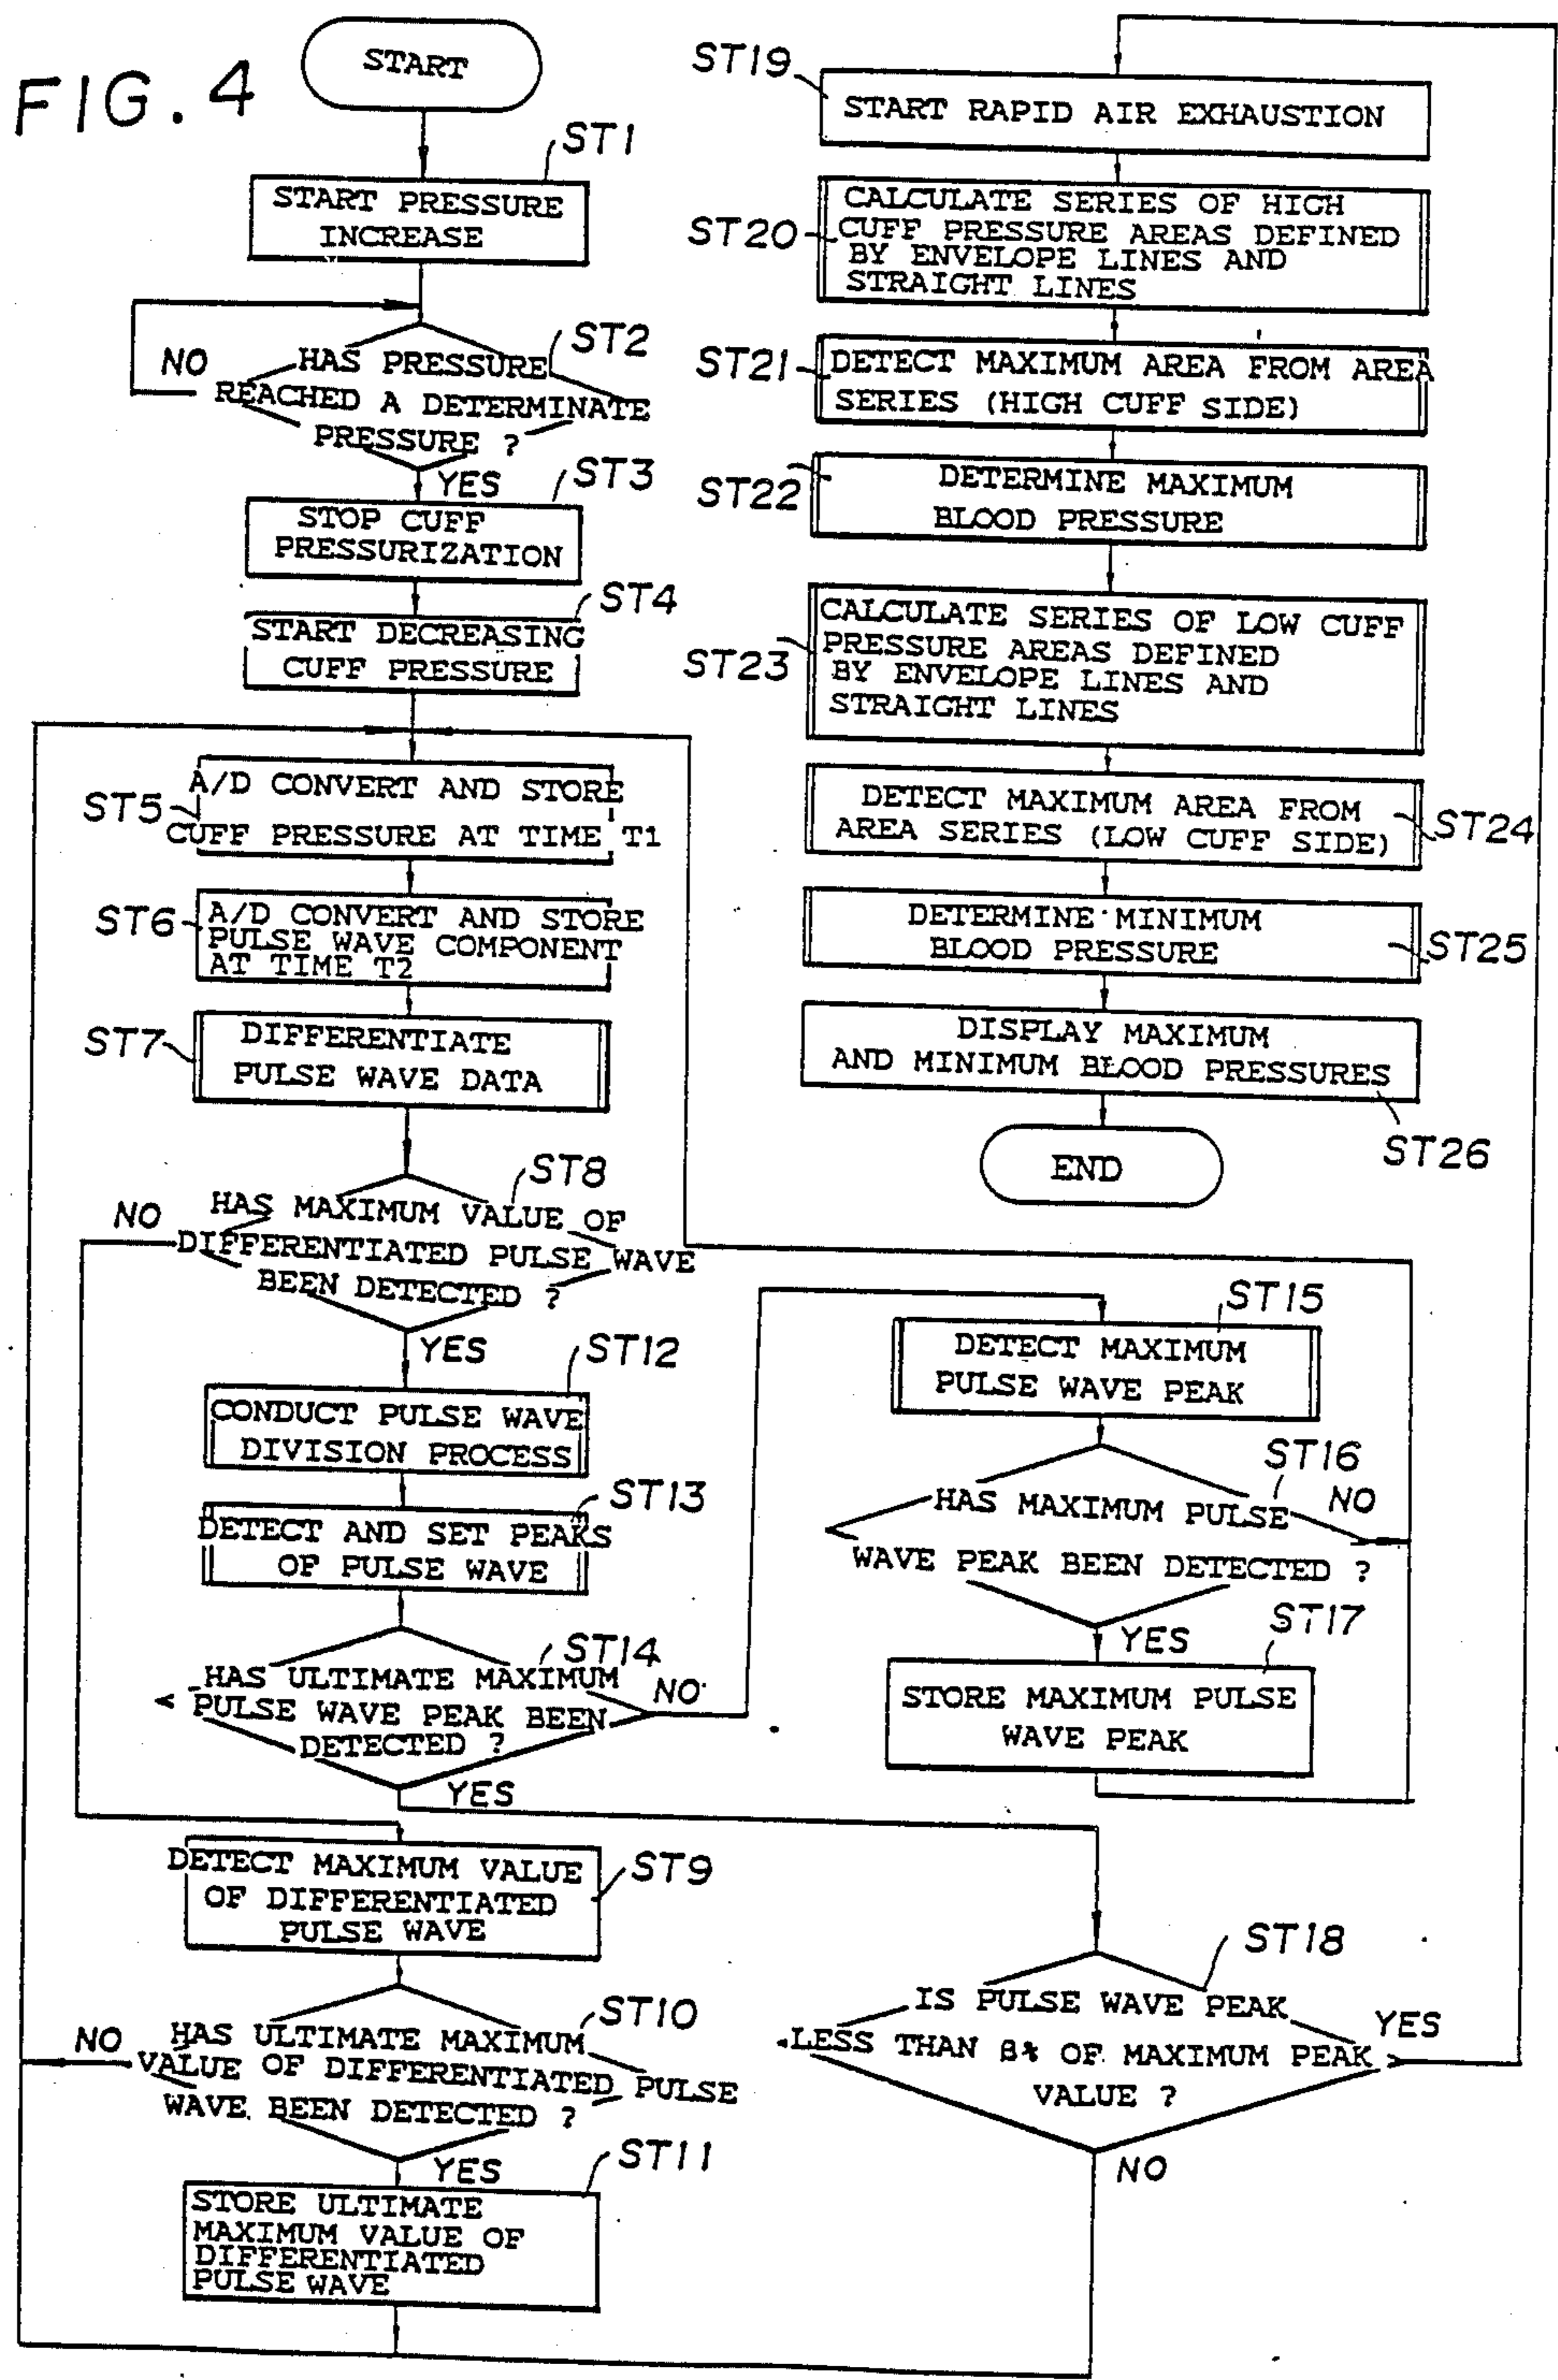 FIG. 4
START
ST1
START PRESSURE
INCREASE
ST2
NO
HAS PRESSURE
REACHED A DETERMINATE
PRESSURE ?
YES
ST3
STOP CUFF
PRESSURIZATION
ST4
START DECREASING
CUFF PRESSURE
ST5
A/D CONVERT AND STORE
CUFF PRESSURE AT TIME T1
ST6
A/D CONVERT AND STORE
PULSE WAVE COMPONENT
AT TIME T2
ST7
DIFFERENTIATE
PULSE WAVE DATA
ST8
NO
HAS MAXIMUM VALUE OF
DIFFERENTIATED PULSE WAVE
BEEN DETECTED ?
YES
ST12
CONDUCT PULSE WAVE
DIVISION PROCESS
ST13
DETECT AND SET PEAKS
OF PULSE WAVE
ST14
HAS ULTIMATE MAXIMUM
PULSE WAVE PEAK BEEN
DETECTED ?
NO
YES
ST9
DETECT MAXIMUM VALUE
OF DIFFERENTIATED
PULSE WAVE
ST10
NO
HAS ULTIMATE MAXIMUM
VALUE OF DIFFERENTIATED PULSE
WAVE BEEN DETECTED ?
YES
ST11
STORE ULTIMATE
MAXIMUM VALUE OF
DIFFERENTIATED
PULSE WAVE
ST15
DETECT MAXIMUM
PULSE WAVE PEAK
ST16
HAS MAXIMUM PULSE
NO
WAVE PEAK BEEN DETECTED ?
YES
ST17
STORE MAXIMUM PULSE
WAVE PEAK
ST18
IS PULSE WAVE PEAK
YES
LESS THAN β% OF MAXIMUM PEAK
VALUE ?
NO
ST19
START RAPID AIR EXHAUSTION
ST20
CALCULATE SERIES OF HIGH
CUFF PRESSURE AREAS DEFINED
BY ENVELOPE LINES AND
STRAIGHT LINES
ST21
DETECT MAXIMUM AREA FROM AREA
SERIES (HIGH CUFF SIDE)
ST22
DETERMINE MAXIMUM
BLOOD PRESSURE
ST23
CALCULATE SERIES OF LOW CUFF
PRESSURE AREAS DEFINED
BY ENVELOPE LINES AND
STRAIGHT LINES
ST24
DETECT MAXIMUM AREA FROM
AREA SERIES (LOW CUFF SIDE)
ST25
DETERMINE MINIMUM
BLOOD PRESSURE
DISPLAY MAXIMUM
AND MINIMUM BLOOD PRESSURES
ST26
END